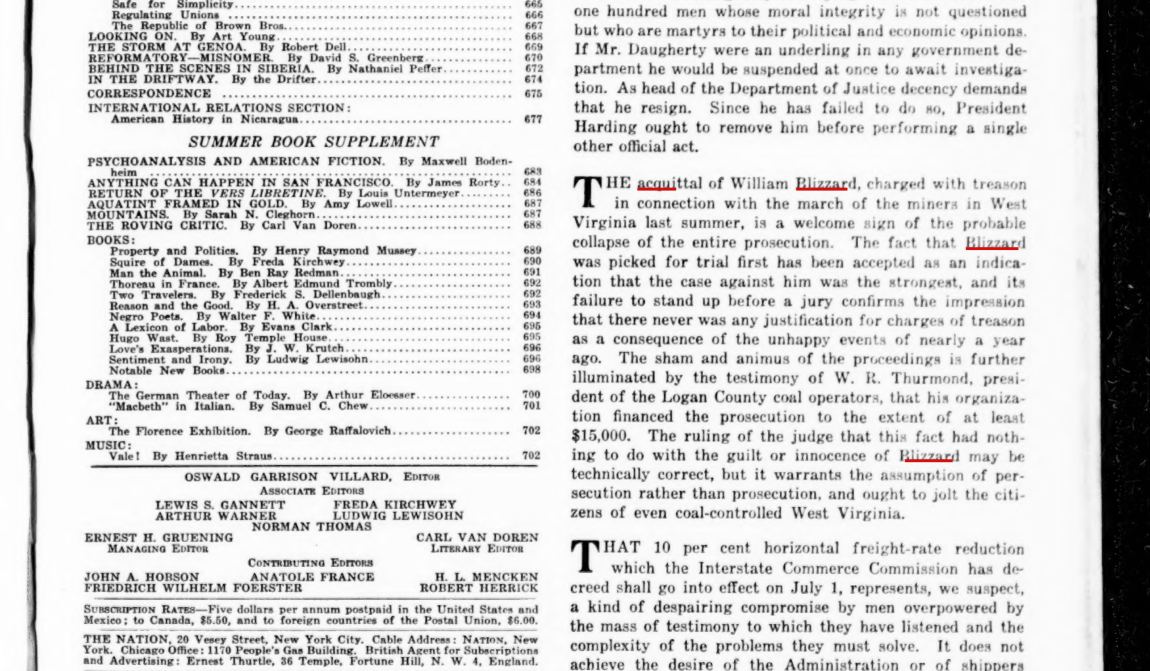 Safe for Simplicity.... 665
Regulating Unions .... 666
The Republic of Brown Bros.... 667
LOOKING ON. By Art Young.... 668
THE STORM AT GENOA. By Robert Dell.... 669
REFORMATORY—MISNOMER. By David S. Greenberg.... 670
BEHIND THE SCENES IN SIBERIA. By Nathaniel Peffer.... 672
IN THE DRIFTWAY. By the Drifter.... 674
CORRESPONDENCE .... 675
INTERNATIONAL RELATIONS SECTION:
American History in Nicaragua.... 677
SUMMER BOOK SUPPLEMENT
PSYCHOANALYSIS AND AMERICAN FICTION. By Maxwell Boden-
heim .... 683
ANYTHING CAN HAPPEN IN SAN FRANCISCO. By James Rorty.. 684
RETURN OF THE VERS LIBRETINE. By Louis Untermeyer.... 686
AQUATINT FRAMED IN GOLD. By Amy Lowell.... 687
MOUNTAINS. By Sarah N. Cleghorn.... 687
THE ROVING CRITIC. By Carl Van Doren.... 688
BOOKS:
Property and Politics. By Henry Raymond Mussey.... 689
Squire of Dames. By Freda Kirchwey.... 690
Man the Animal. By Ben Ray Redman.... 691
Thoreau in France. By Albert Edmund Trombly.... 692
Two Travelers. By Frederick S. Dellenbaugh.... 692
Reason and the Good. By H. A. Overstreet.... 693
Negro Poets. By Walter F. White.... 694
A Lexicon of Labor. By Evans Clark.... 695
Hugo Wast. By Roy Temple House.... 695
Love's Exasperations. By J. W. Krutch.... 696
Sentiment and Irony. By Ludwig Lewisohn.... 696
Notable New Books.... 698
DRAMA:
The German Theater of Today. By Arthur Eloesser.... 700
"Macbeth" in Italian. By Samuel C. Chew.... 701
ART:
The Florence Exhibition. By George Raffalovich.... 702
MUSIC:
Vale! By Henrietta Straus.... 702
OSWALD GARRISON VILLARD, EDITOR
ASSOCIATE EDITORS
LEWIS S. GANNETT FREDA KIRCHWEY
ARTHUR WARNER LUDWIG LEWISOHN
NORMAN THOMAS
ERNEST H. GRUENING CARL VAN DOREN
MANAGING EDITOR LITERARY EDITOR
CONTRIBUTING EDITORS
JOHN A. HOBSON ANATOLE FRANCE H. L. MENCKEN
FRIEDRICH WILHELM FOERSTER ROBERT HERRICK
SUBSCRIPTION RATES—Five dollars per annum postpaid in the United States and
Mexico; to Canada, $5.50, and to foreign countries of the Postal Union, $6.00.
THE NATION, 20 Vesey Street, New York City. Cable Address: NATION, New
York. Chicago Office: 1170 People's Gas Building. British Agent for Subscriptions
and Advertising: Ernest Thurtle, 36 Temple, Fortune Hill, N. W. 4, England.
one hundred men whose moral integrity is not questioned
but who are martyrs to their political and economic opinions.
If Mr. Daugherty were an underling in any government de-
partment he would be suspended at once to await investiga-
tion. As head of the Department of Justice decency demands
that he resign. Since he has failed to do so, President
Harding ought to remove him before performing a single
other official act.
THE acquittal of William Blizzard, charged with treason
in connection with the march of the miners in West
Virginia last summer, is a welcome sign of the probable
collapse of the entire prosecution. The fact that Blizzard
was picked for trial first has been accepted as an indica-
tion that the case against him was the strongest, and its
failure to stand up before a jury confirms the impression
that there never was any justification for charges of treason
as a consequence of the unhappy events of nearly a year
ago. The sham and animus of the proceedings is further
illuminated by the testimony of W. R. Thurmond, presi-
dent of the Logan County coal operators, that his organiza-
tion financed the prosecution to the extent of at least
$15,000. The ruling of the judge that this fact had noth-
ing to do with the guilt or innocence of Blizzard may be
technically correct, but it warrants the assumption of per-
secution rather than prosecution, and ought to jolt the citi-
zens of even coal-controlled West Virginia.
THAT 10 per cent horizontal freight-rate reduction
which the Interstate Commerce Commission has de-
creed shall go into effect on July 1, represents, we suspect,
a kind of despairing compromise by men overpowered by
the mass of testimony to which they have listened and the
complexity of the problems they must solve. It does not
achieve the desire of the Administration or of shippers